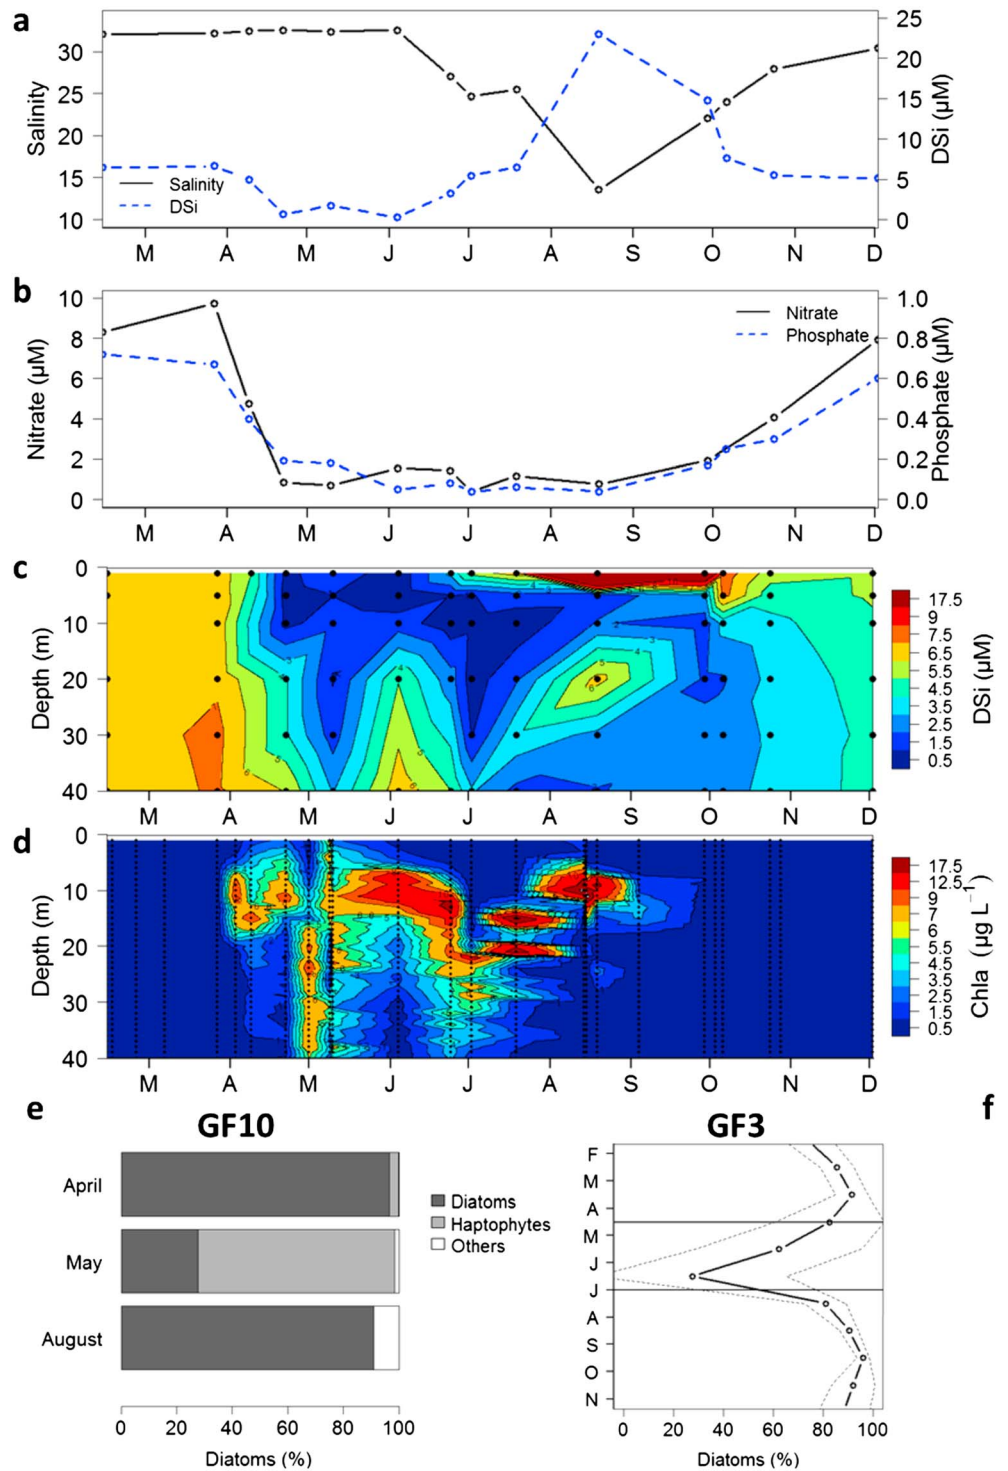 a
Salinity
30
25
20
15
10
Salinity
DSi
25
20
15
10
5
0
DSi (µM)
M A M J J A S O N D
b
Nitrate (µM)
10
8
6
4
2
0
Nitrate
Phosphate
1.0
0.8
0.6
0.4
0.2
0.0
Phosphate (µM)
M A M J J A S O N D
c
Depth (m)
0
10
20
30
40
17.5
9
7.5
6.5
5.5
4.5
3.5
2.5
1.5
0.5
DSi (µM)
M A M J J A S O N D
d
Depth (m)
0
10
20
30
40
17.5
12.5
9
7
6
5.5
4.5
3.5
2.5
1.5
0.5
Chla (µg L⁻¹)
M A M J J A S O N D
e
GF10
April
May
August
Diatoms
Haptophytes
Others
0 20 40 60 80 100
Diatoms (%)
f
GF3
F
M
A
M
J
J
A
S
O
N
0 20 40 60 80 100
Diatoms (%)